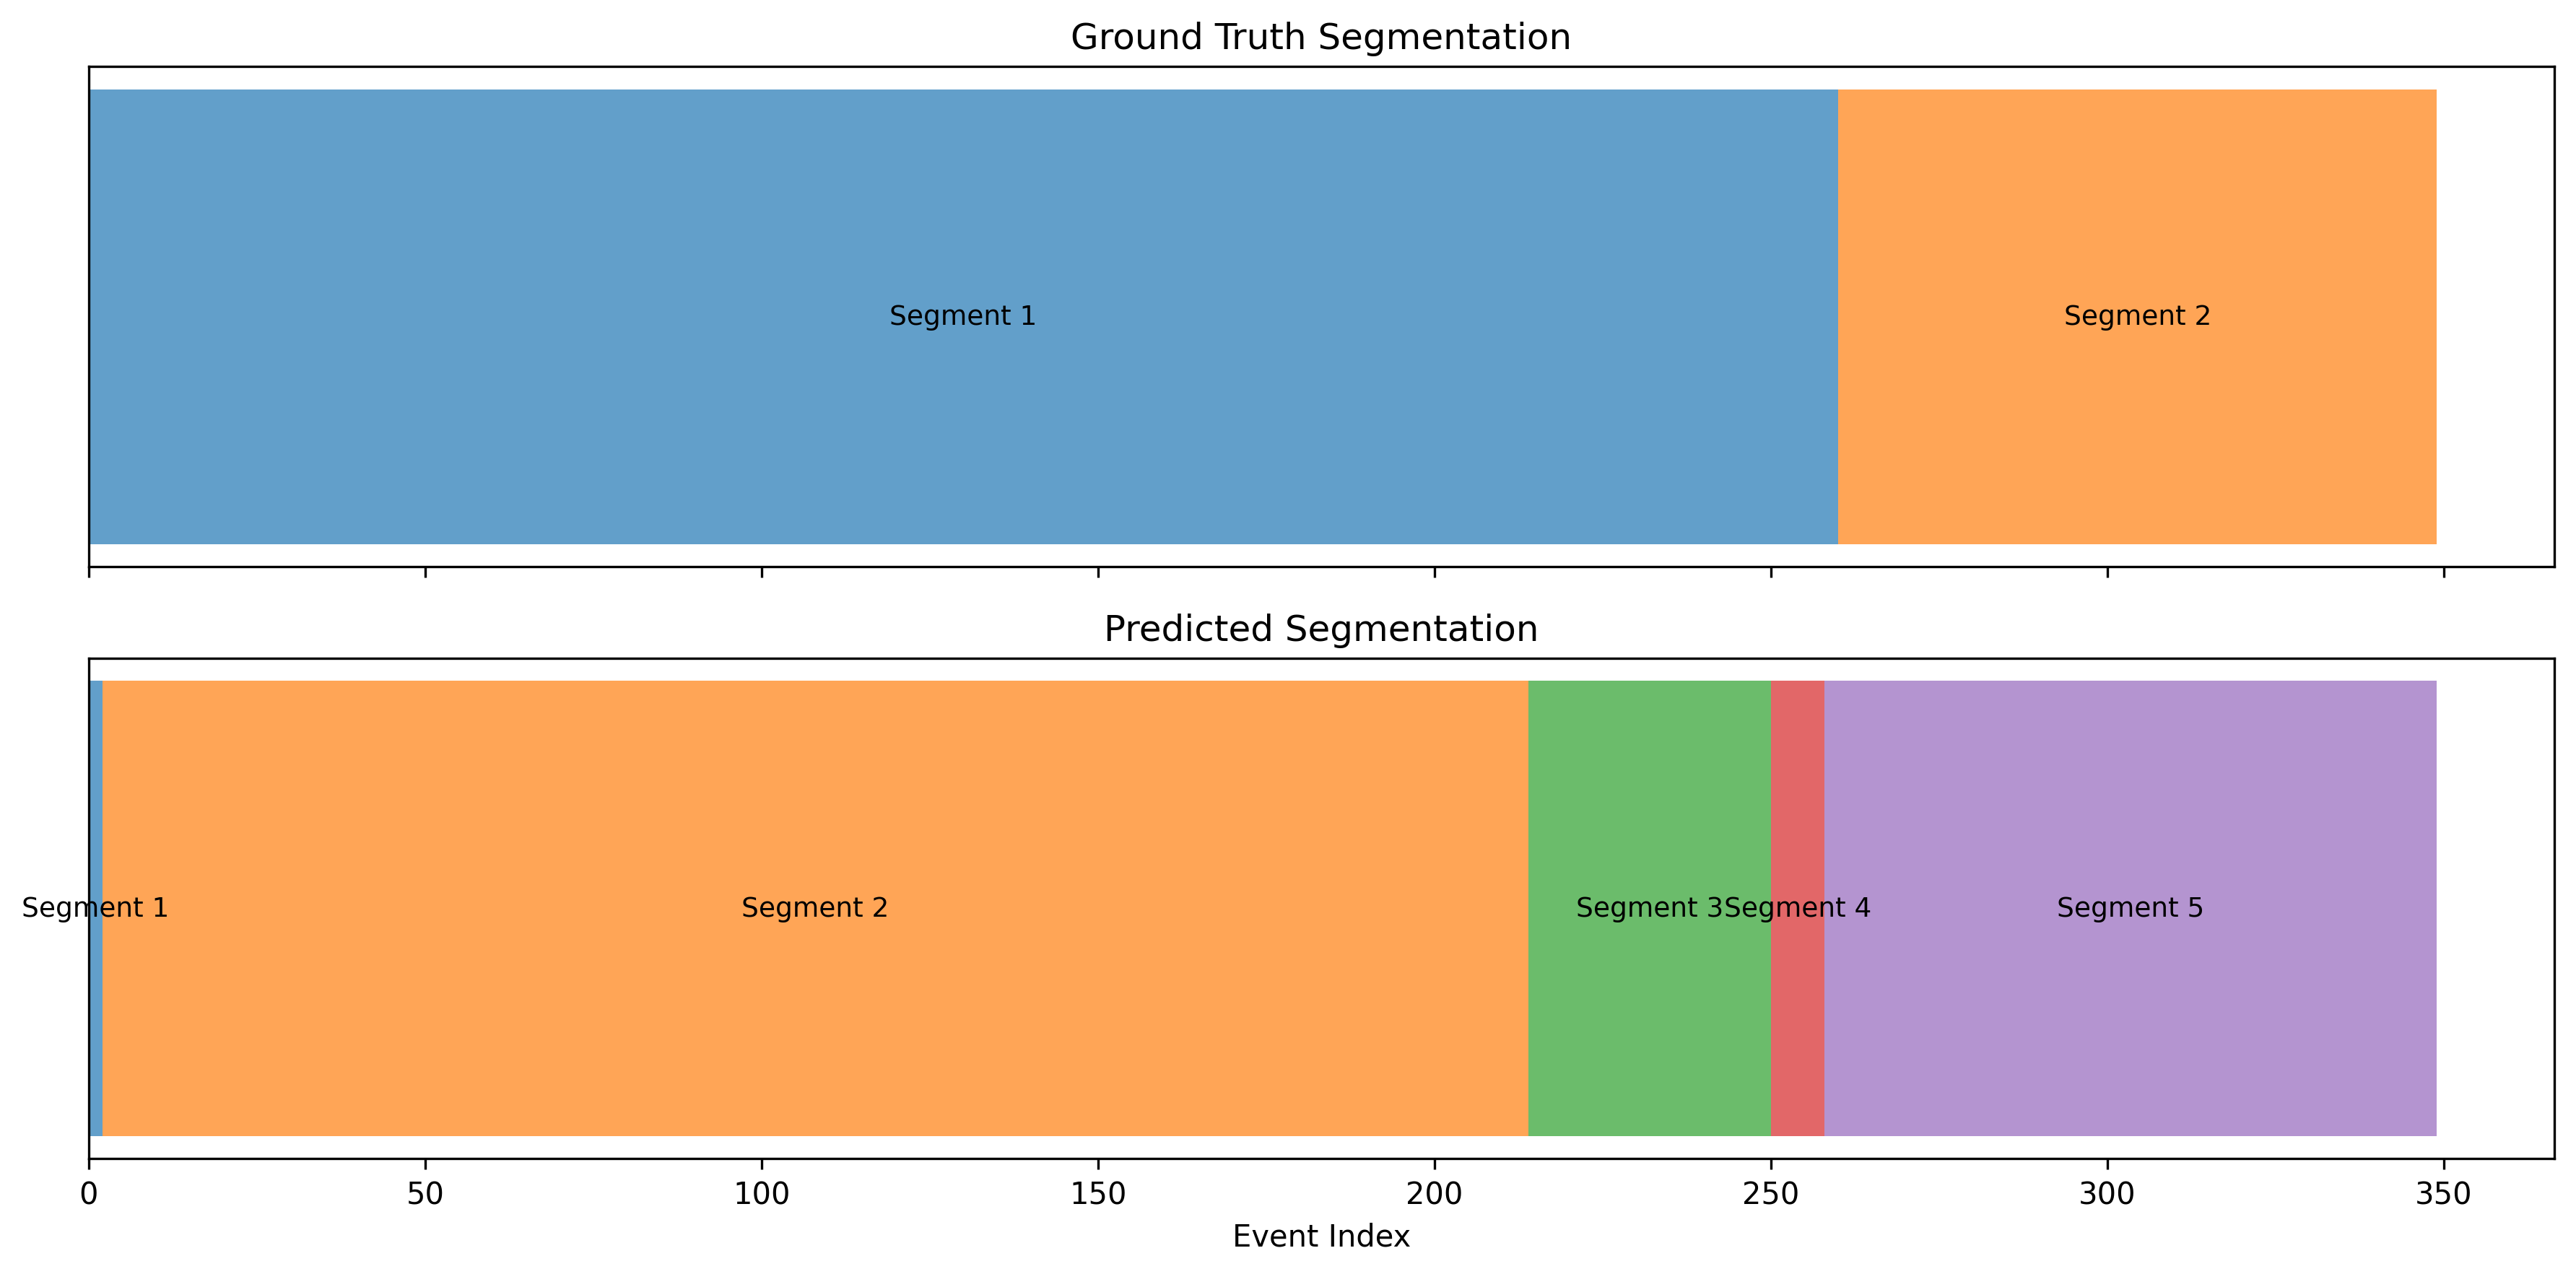 Ground Truth Segmentation
Segment 1 Segment 2
Predicted Segmentation
Segment 1 Segment 2 Segment 3 Segment 4 Segment 5
0 50 100 150 200 250 300 350
Event Index